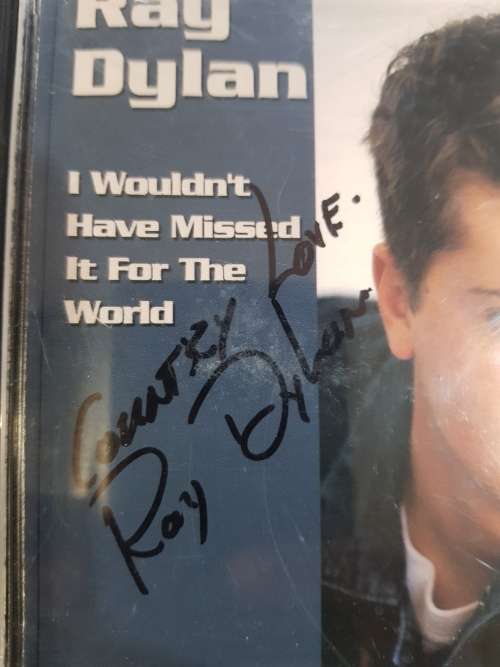 Ray
Dylan
I Wouldn't
Have Missed
It For The
World
Country Love.
Ray Dylan